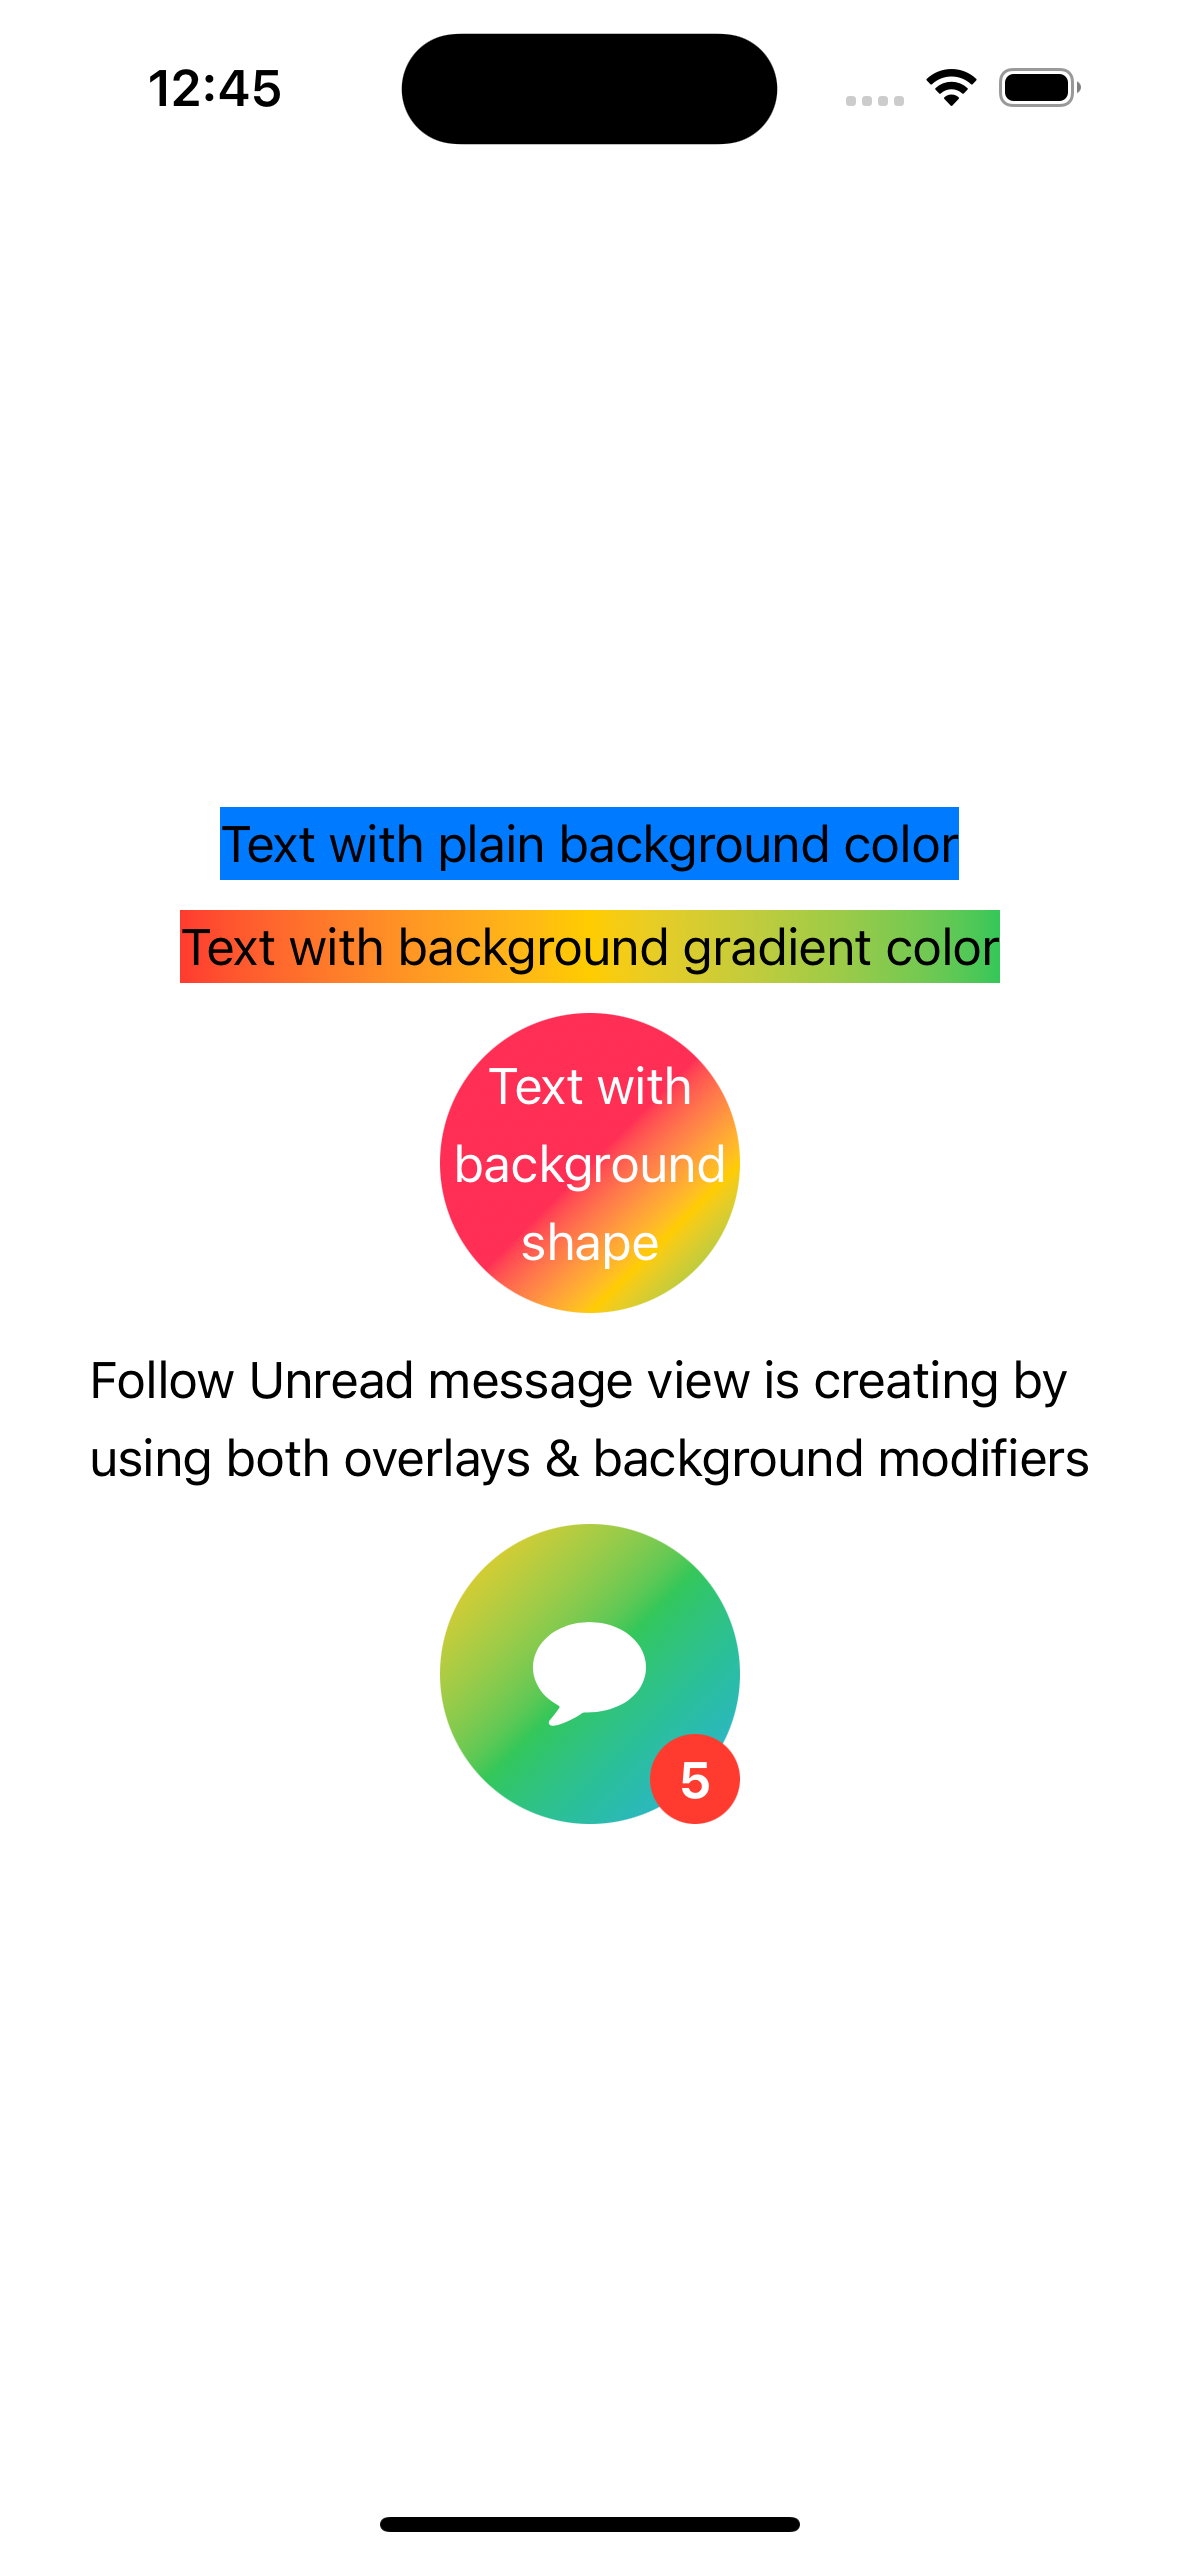 12:45
Text with plain background color
Text with background gradient color
Text with
background
shape
Follow Unread message view is creating by
using both overlays & background modifiers
5